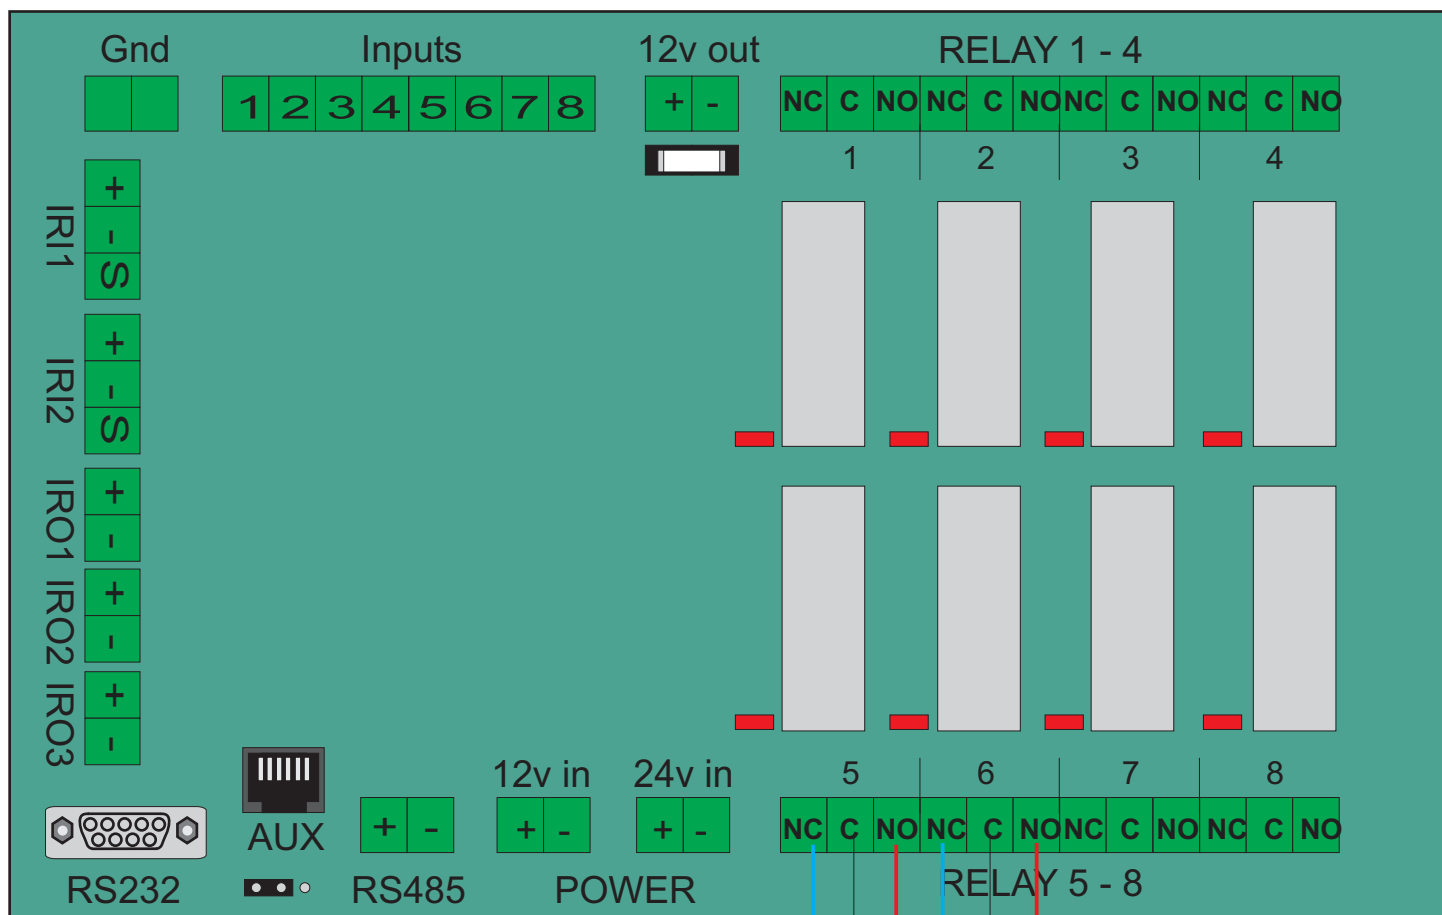 Gnd Inputs 12v out RELAY 1 - 4
1 2 3 4 5 6 7 8 + - NC C NO NC C NO NC C NO NC C NO
1 2 3 4
IRI1 + - S
IRI2 + - S
IRO1 + -
IRO2 + -
IRO3 + -
12v in 24v in 5 6 7 8
AUX + - + - + - NC C NO NC C NO NC C NO NC C NO
RS232 RS485 POWER RELAY 5 - 8